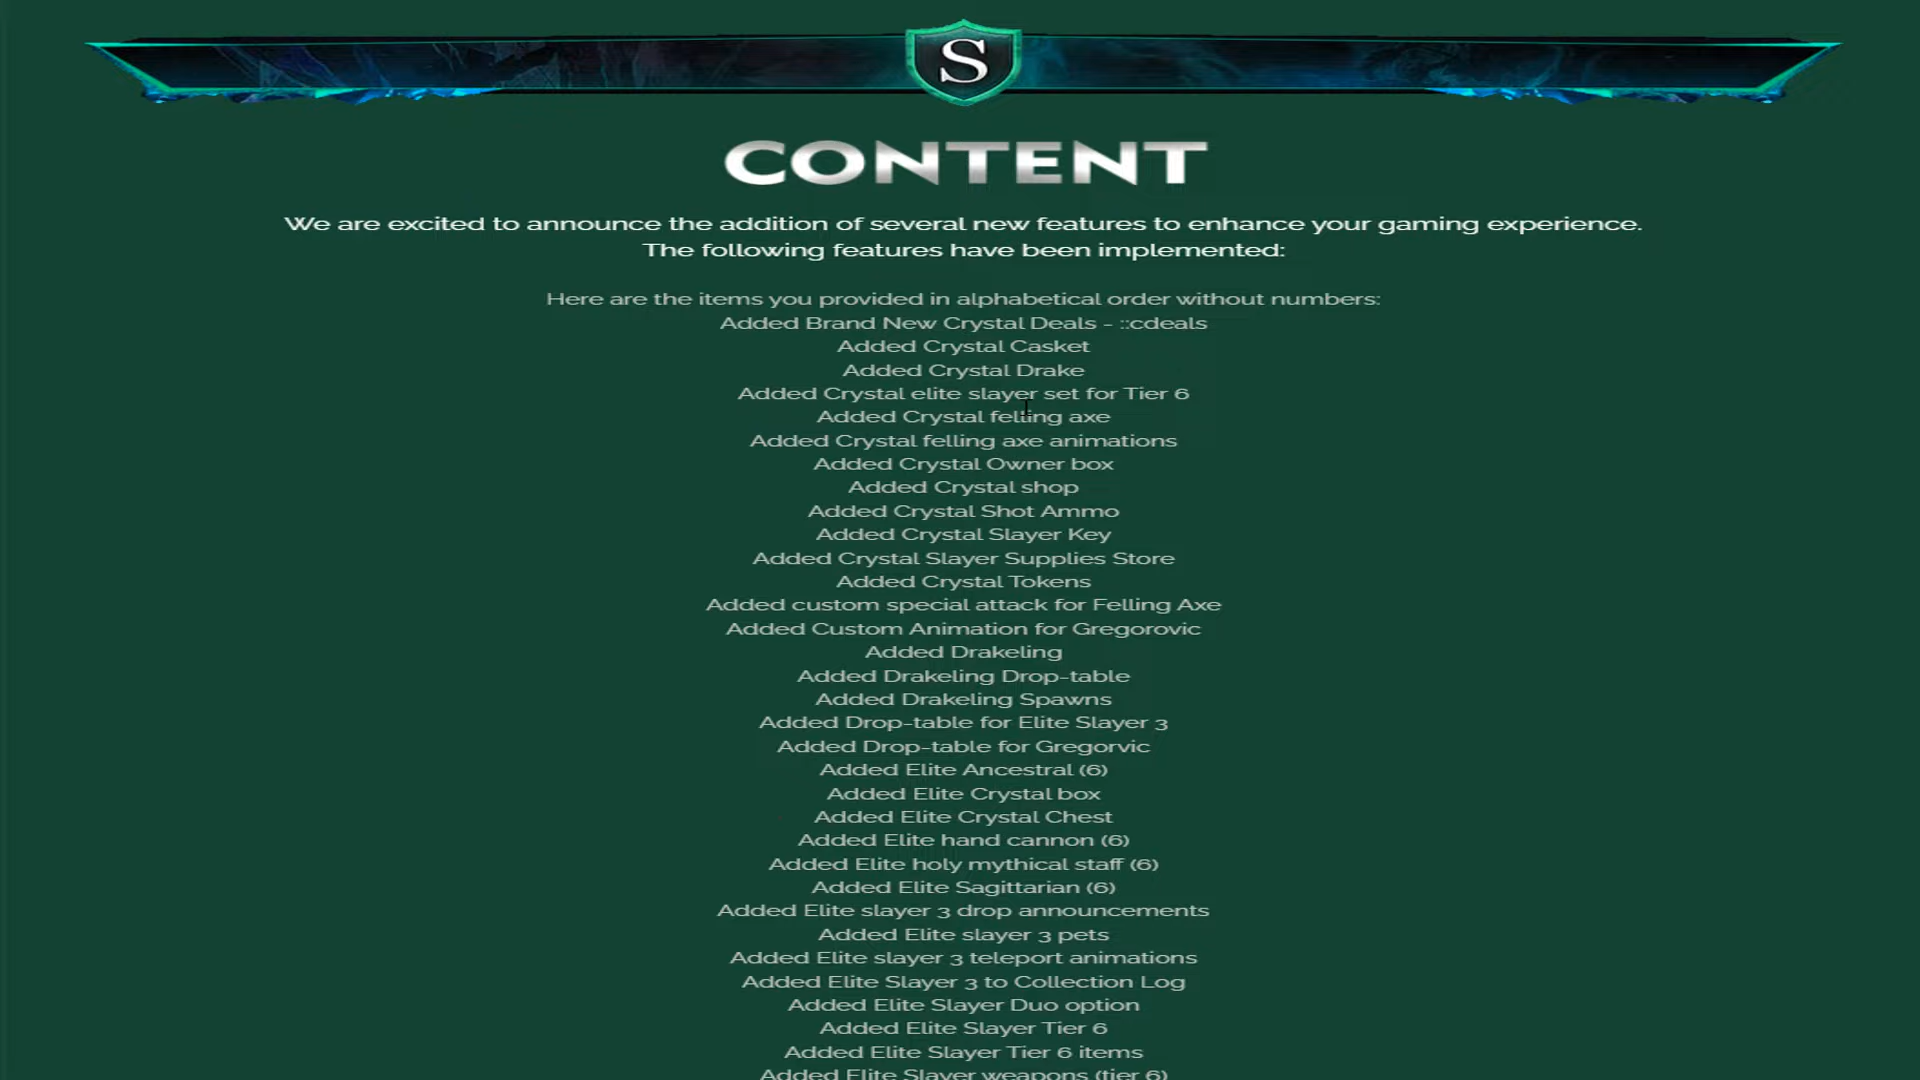 S
CONTENT
We are excited to announce the addition of several new features to enhance your gaming experience.
The following features have been implemented:
Here are the items you provided in alphabetical order without numbers:
Added Brand New Crystal Deals - ::cdeals
Added Crystal Casket
Added Crystal Drake
Added Crystal elite slayer set for Tier 6
Added Crystal felling axe
Added Crystal felling axe animations
Added Crystal Owner box
Added Crystal shop
Added Crystal Shot Ammo
Added Crystal Slayer Key
Added Crystal Slayer Supplies Store
Added Crystal Tokens
Added custom special attack for Felling Axe
Added Custom Animation for Gregorovic
Added Drakeling
Added Drakeling Drop-table
Added Drakeling Spawns
Added Drop-table for Elite Slayer 3
Added Drop-table for Gregorvic
Added Elite Ancestral (6)
Added Elite Crystal box
Added Elite Crystal Chest
Added Elite hand cannon (6)
Added Elite holy mythical staff (6)
Added Elite Sagittarian (6)
Added Elite slayer 3 drop announcements
Added Elite slayer 3 pets
Added Elite slayer 3 teleport animations
Added Elite Slayer 3 to Collection Log
Added Elite Slayer Duo option
Added Elite Slayer Tier 6
Added Elite Slayer Tier 6 items
Added Elite Slayer weapons (tier 6)